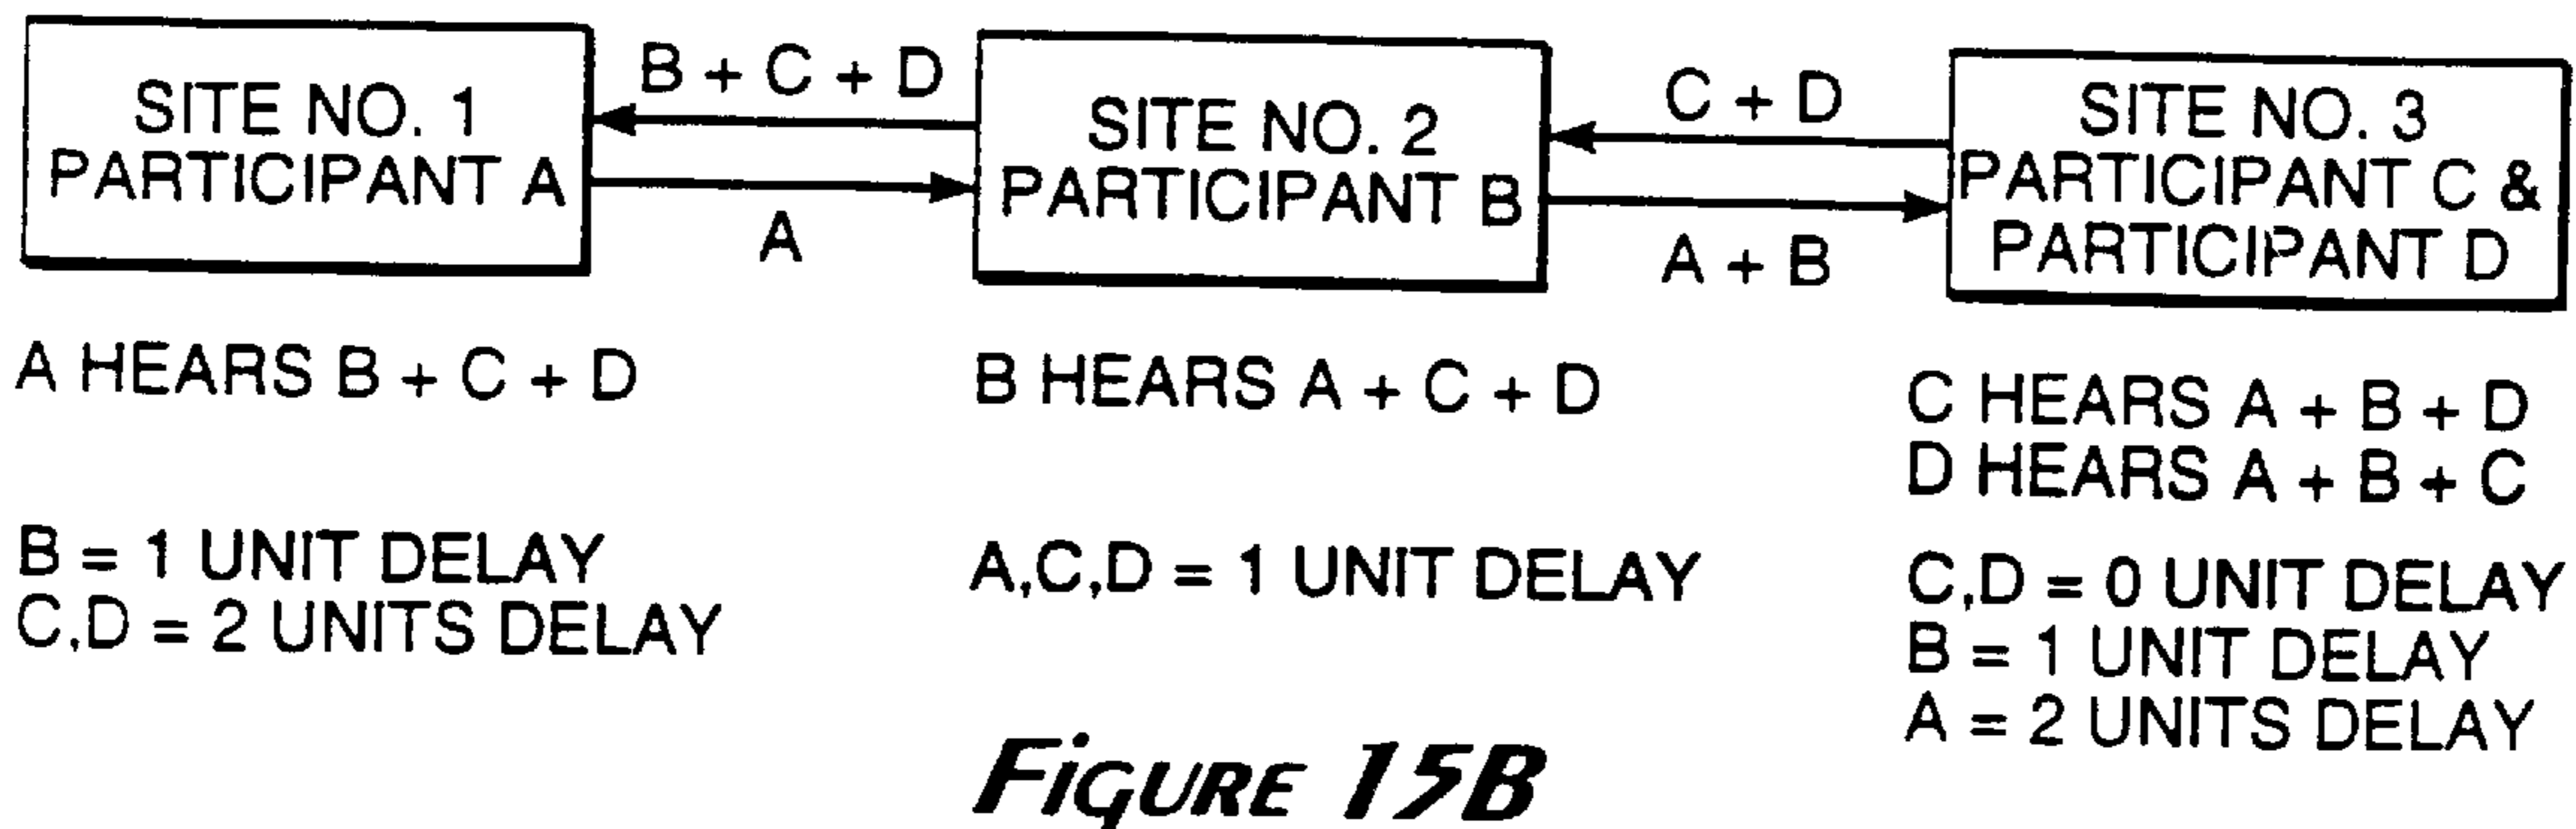 SITE NO. 1
PARTICIPANT A
B + C + D
A
SITE NO. 2
PARTICIPANT B
C + D
A + B
SITE NO. 3
PARTICIPANT C &
PARTICIPANT D
A HEARS B + C + D
B = 1 UNIT DELAY
C,D = 2 UNITS DELAY
B HEARS A + C + D
A,C,D = 1 UNIT DELAY
C HEARS A + B + D
D HEARS A + B + C
C,D = 0 UNIT DELAY
B = 1 UNIT DELAY
A = 2 UNITS DELAY
FIGURE 15B